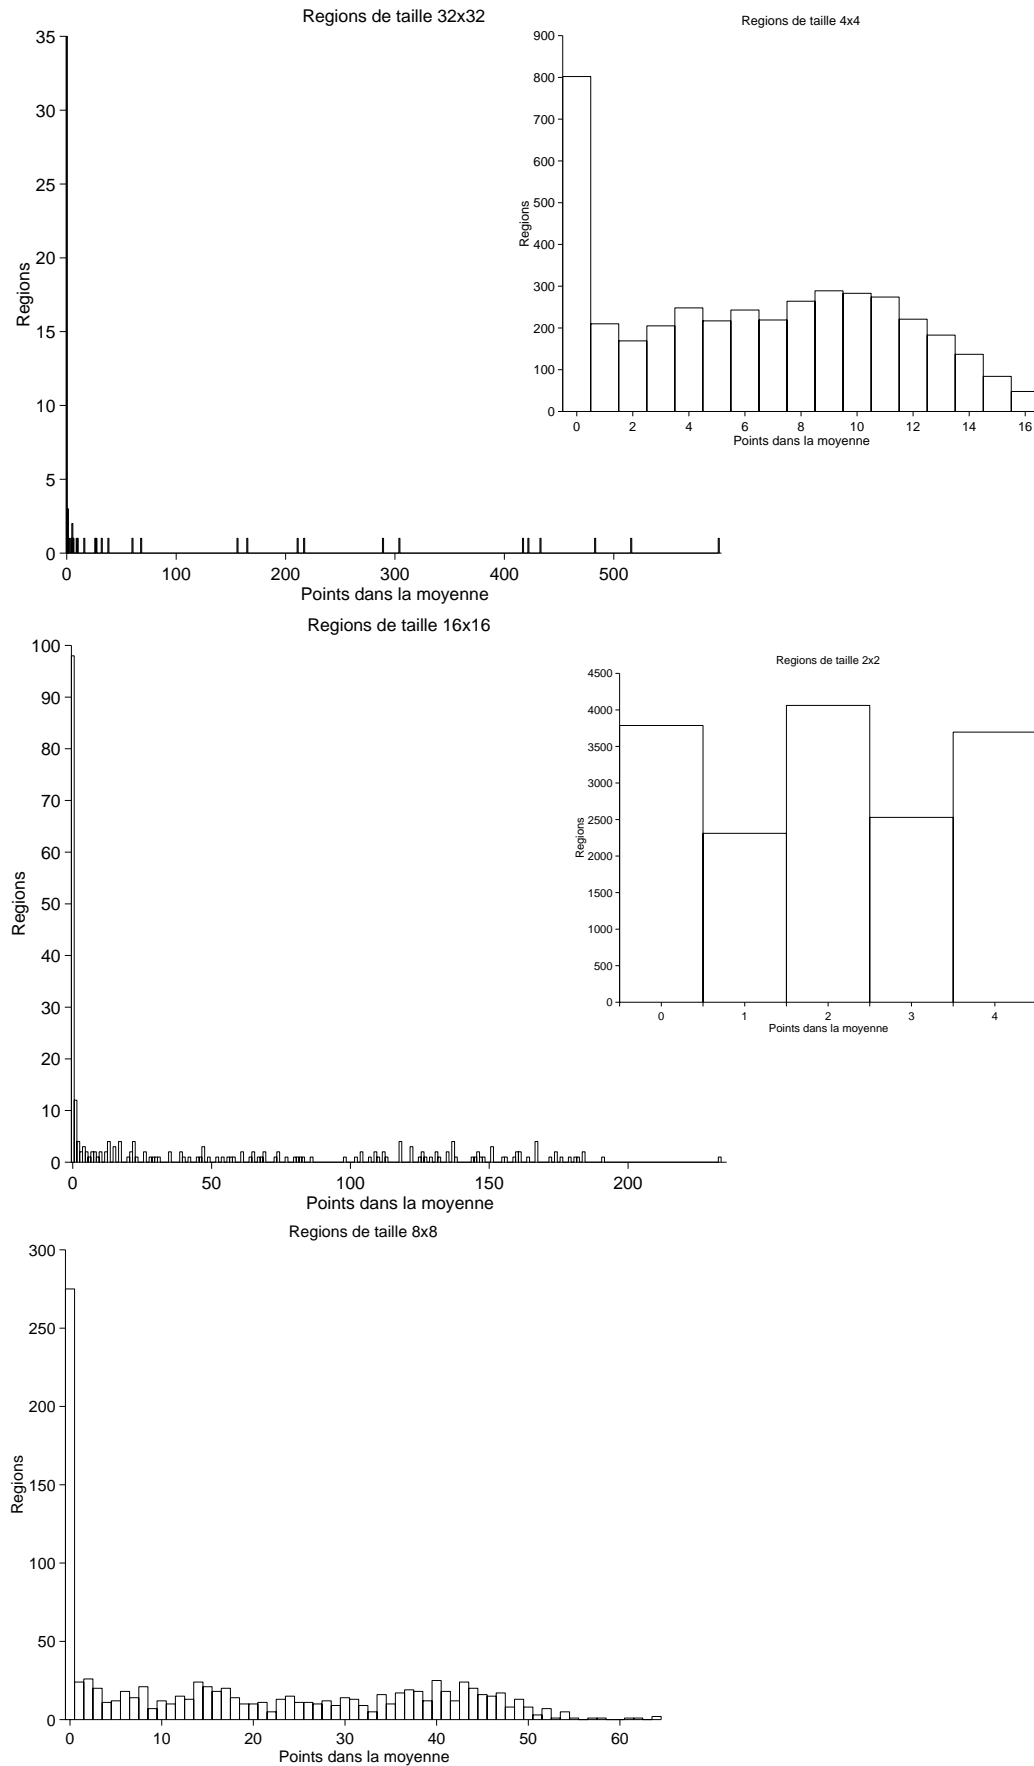 Regions de taille 32x32
35
30
25
20
15
10
5
0
Regions
0 100 200 300 400 500
Points dans la moyenne
Regions de taille 4x4
900
800
700
600
500
400
300
200
100
0
Regions
0 2 4 6 8 10 12 14 16
Points dans la moyenne
Regions de taille 16x16
100
90
80
70
60
50
40
30
20
10
0
Regions
0 50 100 150 200
Points dans la moyenne
Regions de taille 2x2
4500
4000
3500
3000
2500
2000
1500
1000
500
0
Regions
0 1 2 3 4
Points dans la moyenne
Regions de taille 8x8
300
250
200
150
100
50
0
Regions
0 10 20 30 40 50 60
Points dans la moyenne